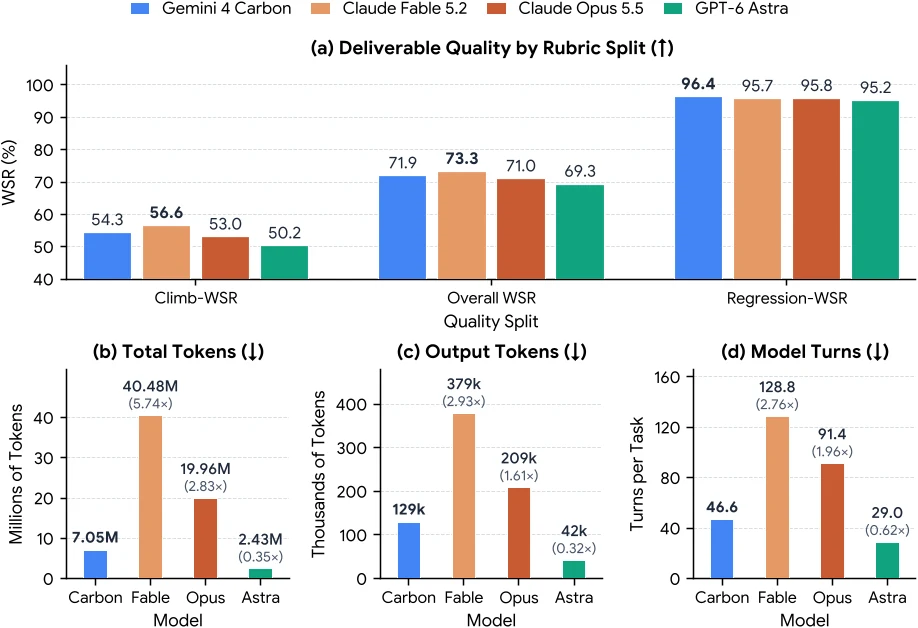 Gemini 4 Carbon Claude Fable 5.2 Claude Opus 5.5 GPT-6 Astra
(a) Deliverable Quality by Rubric Split (↑)
WSR (%)
100
90
80
70
60
50
40
54.3 56.6 53.0 50.2
71.9 73.3 71.0 69.3
96.4 95.7 95.8 95.2
Climb-WSR Overall WSR Regression-WSR
Quality Split
(b) Total Tokens (↓)
Millions of Tokens
40
30
20
10
0
7.05M
40.48M
(5.74×)
19.96M
(2.83×)
2.43M
(0.35×)
Carbon Fable Opus Astra
Model
(c) Output Tokens (↓)
Thousands of Tokens
400
300
200
100
0
129k
379k
(2.93×)
209k
(1.61×)
42k
(0.32×)
Carbon Fable Opus Astra
Model
(d) Model Turns (↓)
Turns per Task
160
120
80
40
0
46.6
128.8
(2.76×)
91.4
(1.96×)
29.0
(0.62×)
Carbon Fable Opus Astra
Model